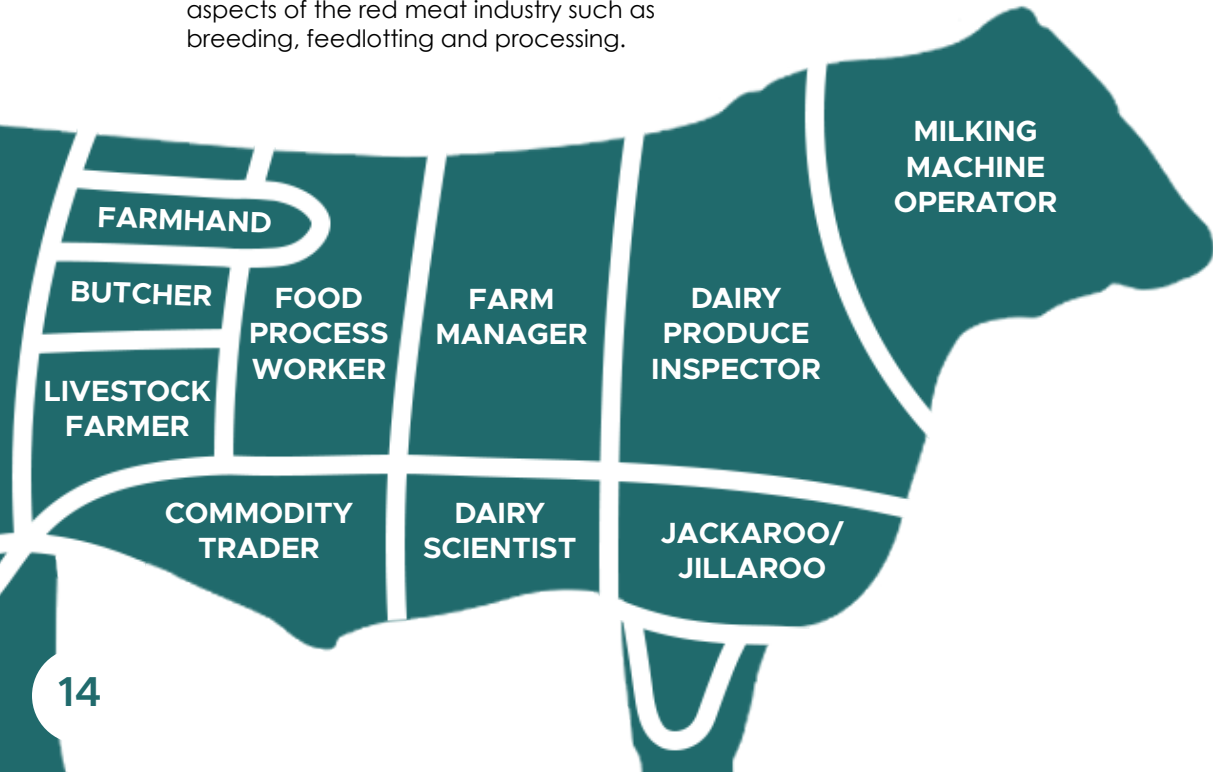 aspects of the red meat industry such as
breeding, feedlotting and processing.
MILKING
MACHINE
OPERATOR
FARMHAND
BUTCHER
LIVESTOCK
FARMER
FOOD
PROCESS
WORKER
FARM
MANAGER
DAIRY
PRODUCE
INSPECTOR
COMMODITY
TRADER
DAIRY
SCIENTIST
JACKAROO/
JILLAROO
14